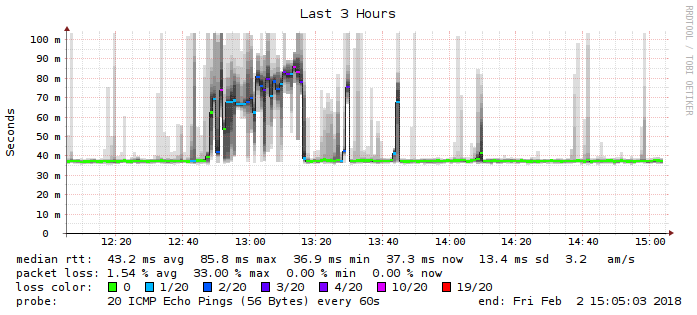 Last 3 Hours
RRDTOOL / TOBI OETIKER
Seconds
100 m
90 m
80 m
70 m
60 m
50 m
40 m
30 m
20 m
10 m
0
12:20 12:40 13:00 13:20 13:40 14:00 14:20 14:40 15:00
median rtt: 43.2 ms avg 85.8 ms max 36.9 ms min 37.3 ms now 13.4 ms sd 3.2 am/s
packet loss: 1.54 % avg 33.00 % max 0.00 % min 0.00 % now
loss color: 0 1/20 2/20 3/20 4/20 10/20 19/20
probe: 20 ICMP Echo Pings (56 Bytes) every 60s end: Fri Feb 2 15:05:03 2018